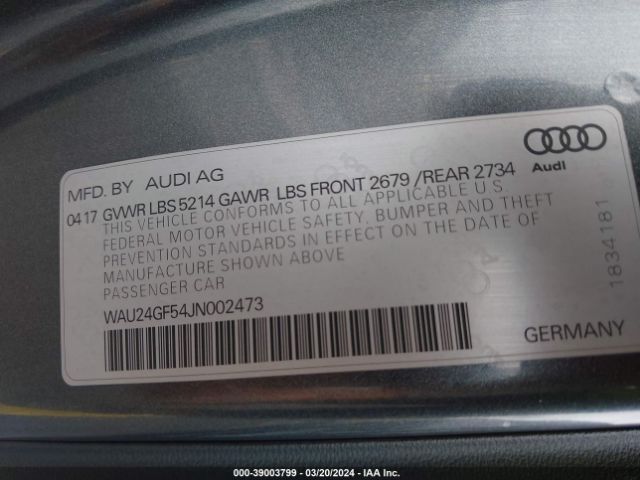 MFD. BY AUDI AG
0417 GVWR LBS 5214 GAWR LBS FRONT 2679 /REAR 2734
THIS VEHICLE CONFORMS TO ALL APPLICABLE U.S.
FEDERAL MOTOR VEHICLE SAFETY, BUMPER AND THEFT
PREVENTION STANDARDS IN EFFECT ON THE DATE OF
MANUFACTURE SHOWN ABOVE
PASSENGER CAR
WAU24GF54JN002473
Audi
1834181
GERMANY
000-39003799 — 03/20/2024 — IAA Inc.